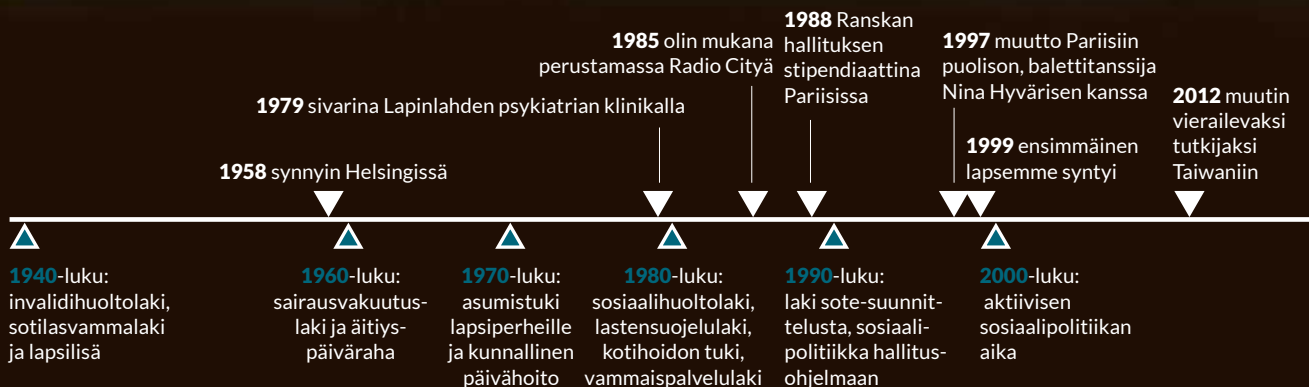 1958 synnyin Helsingissä
1979 sivarina Lapinlahden psykiatrian klinikalla
1985 olin mukana
perustamassa Radio Cityä
1988 Ranskan
hallituksen
stipendiaattina
Pariisissa
1997 muutto Pariisiin
puolison, balettitanssija
Nina Hyvärisen kanssa
1999 ensimmäinen
lapsemme syntyi
2012 muutin
vierailevaksi
tutkijaksi
Taiwaniin
1940-luku:
invalidihuoltolaki,
sotilasvammalaki
ja lapsilisä
1960-luku:
sairausvakuutus-
laki ja äitiys-
päiväraha
1970-luku:
asumistuki
lapsiperheille
ja kunnallinen
päivähoito
1980-luku:
sosiaalihuoltolaki,
lastensuojelulaki,
kotihoidon tuki,
vammaispalvelulaki
1990-luku:
laki sote-suunnit-
telusta, sosiaali-
politiikka hallitus-
ohjelmaan
2000-luku:
aktiivisen
sosiaalipolitiikan
aika